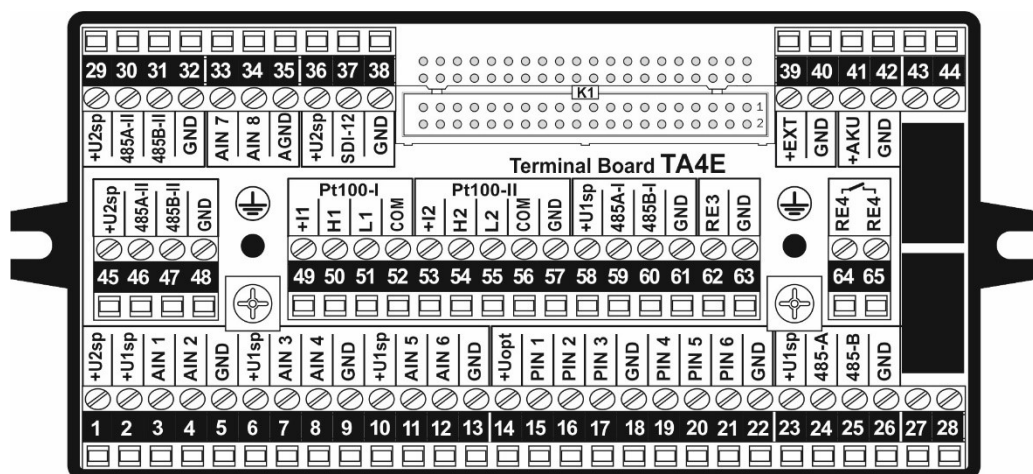 29 30 31 32 33 34 35 36 37 38 39 40 41 42 43 44
+U2sp 485A-II 485B-II GND AIN 7 AIN 8 AGND +U2sp SDI-12 GND K1 1 2 +EXT GND +AKU GND
Terminal Board TA4E
Pt100-I Pt100-II
+U2sp 485A-II 485B-II GND +I1 H1 L1 COM +I2 H2 L2 COM GND +U1sp 485A-I 485B-I GND RE3 GND RE4 RE4
45 46 47 48 49 50 51 52 53 54 55 56 57 58 59 60 61 62 63 64 65
+U2sp +U1sp AIN 1 AIN 2 GND +U1sp AIN 3 AIN 4 GND +U1sp AIN 5 AIN 6 GND +Uopt PIN 1 PIN 2 PIN 3 GND PIN 4 PIN 5 PIN 6 GND +U1sp 485-A 485-B GND
1 2 3 4 5 6 7 8 9 10 11 12 13 14 15 16 17 18 19 20 21 22 23 24 25 26 27 28